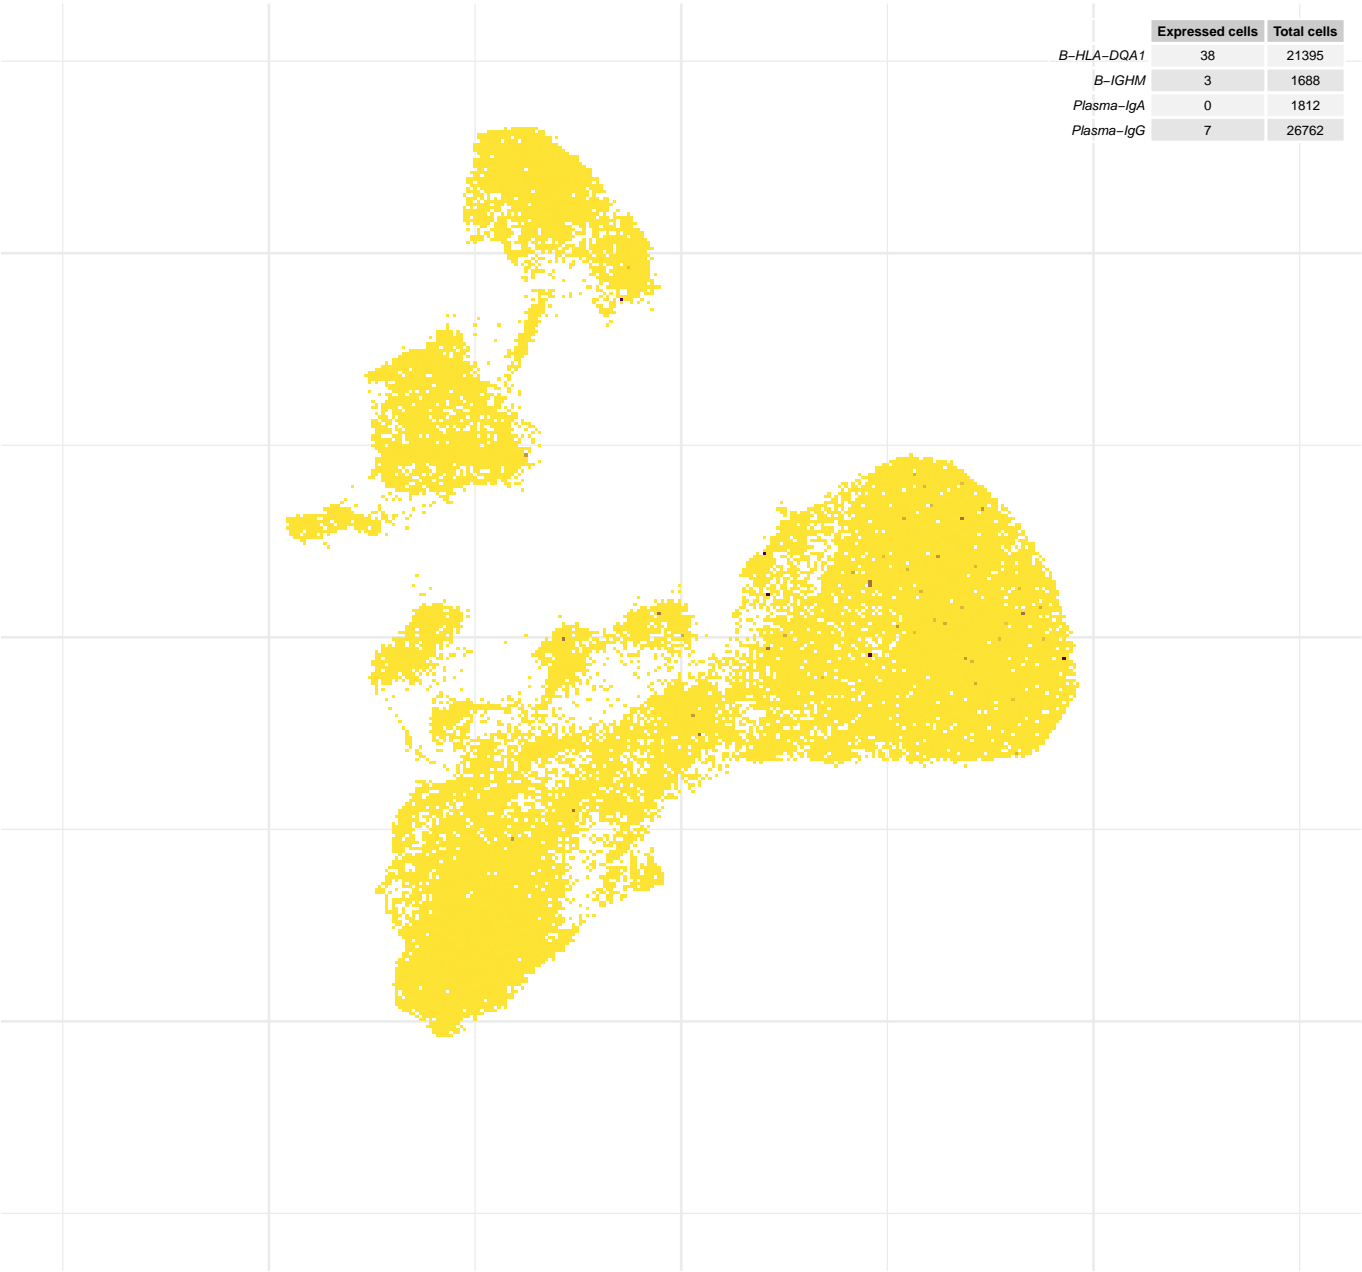 Expressed cells Total cells
B−HLA−DQA1 38 21395
B−IGHM 3 1688
Plasma−IgA 0 1812
Plasma−IgG 7 26762